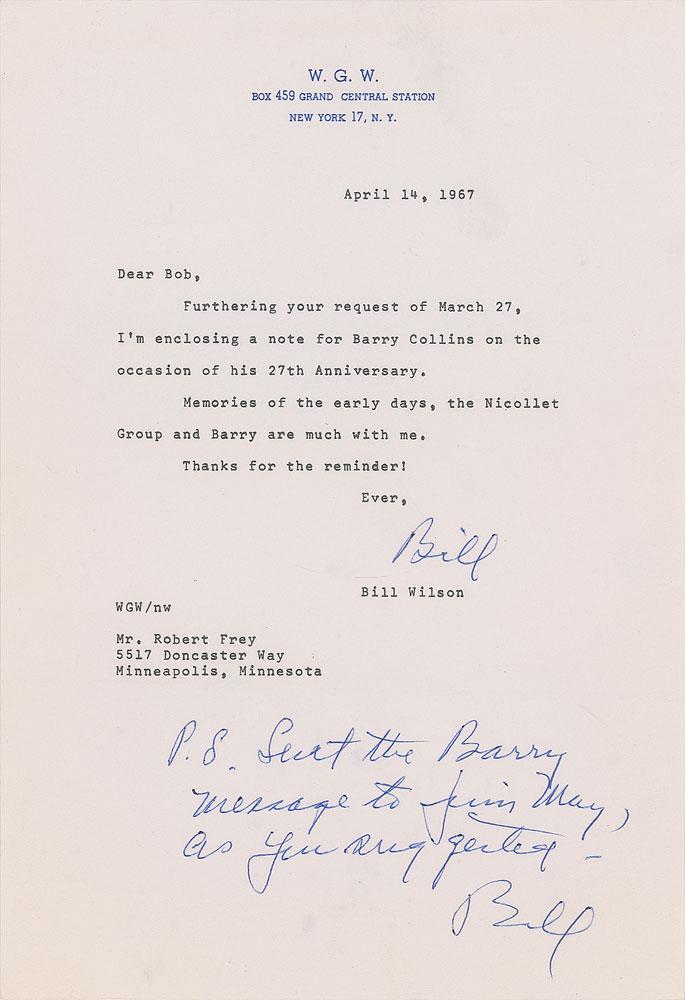 W. G. W.
BOX 459 GRAND CENTRAL STATION
NEW YORK 17, N. Y.
April 14, 1967
Dear Bob,
Furthering your request of March 27,
I'm enclosing a note for Barry Collins on the
occasion of his 27th Anniversary.
Memories of the early days, the Nicollet
Group and Barry are much with me.
Thanks for the reminder!
Ever,
Bill
Bill Wilson
WGW/nw
Mr. Robert Frey
5517 Doncaster Way
Minneapolis, Minnesota
P.S. Sent the Barry
message to Jim May,
as you suggested –
Bill